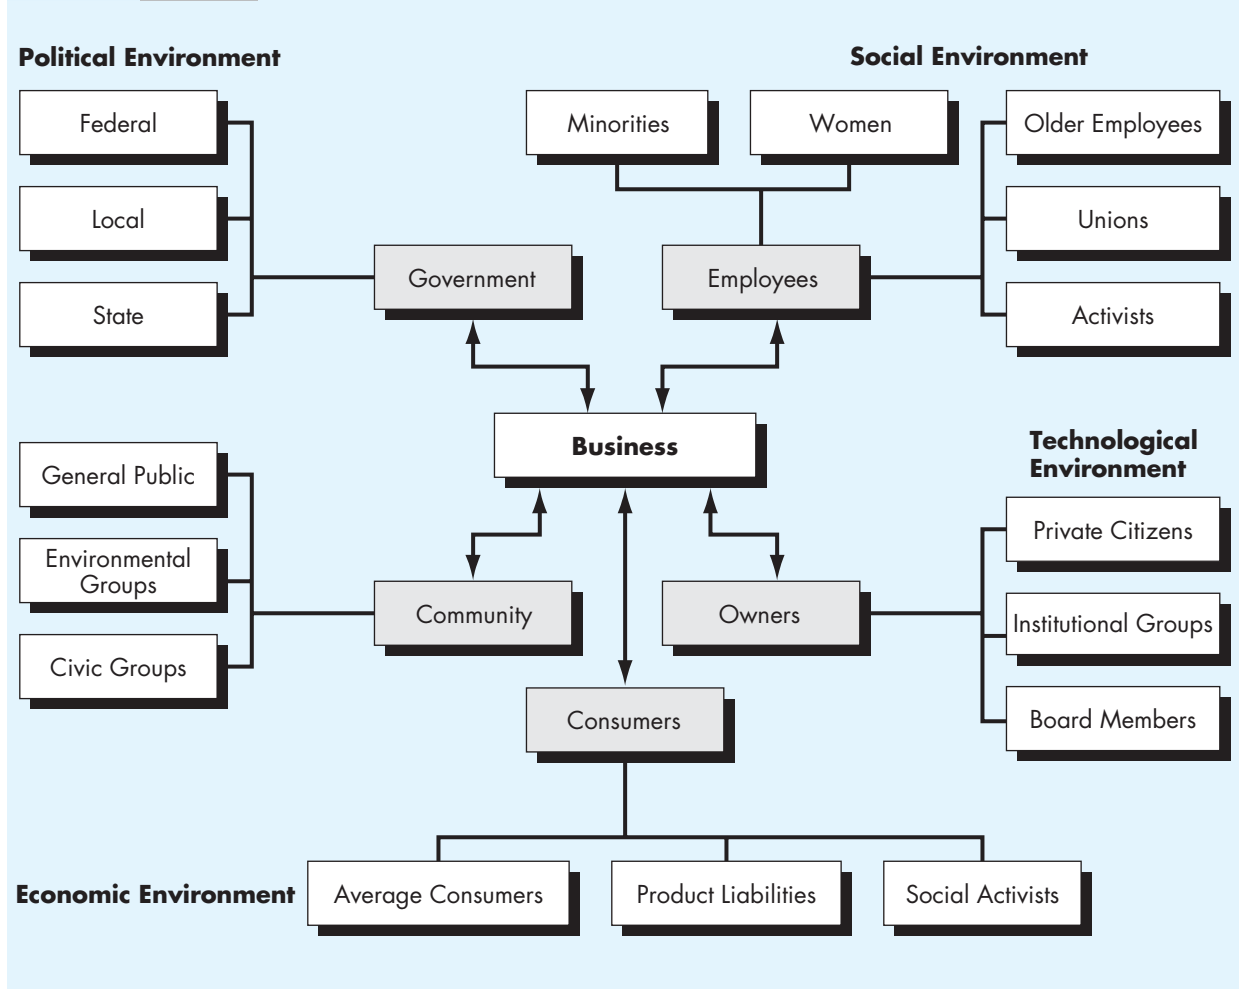 Political Environment
Social Environment
Federal
Minorities
Women
Older Employees
Local
Unions
Government
Employees
State
Activists
Business
Technological
Environment
General Public
Private Citizens
Environmental
Groups
Community
Owners
Institutional Groups
Civic Groups
Consumers
Board Members
Economic Environment
Average Consumers
Product Liabilities
Social Activists